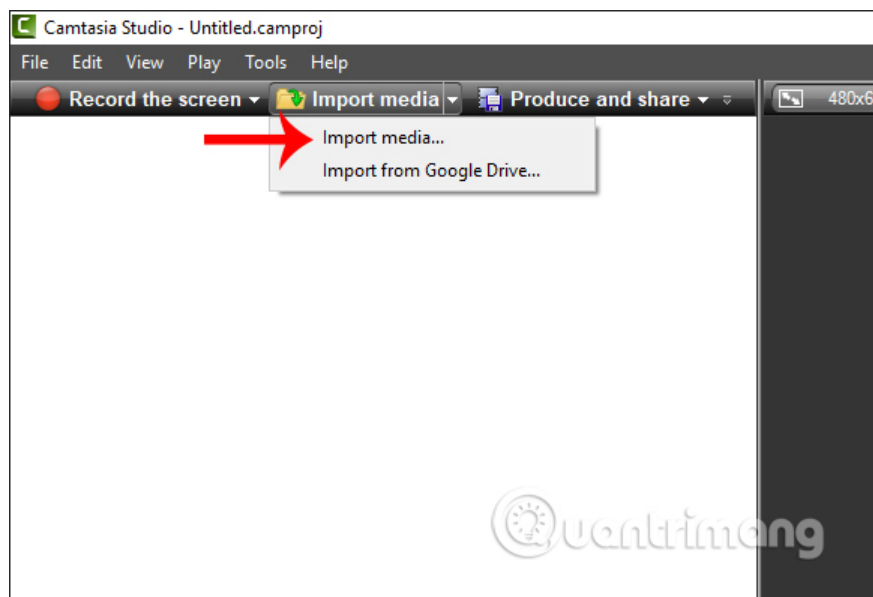 Camtasia Studio - Untitled.camproj
File Edit View Play Tools Help
Record the screen Import media Produce and share 480x6
Import media...
Import from Google Drive...
Quantrimang